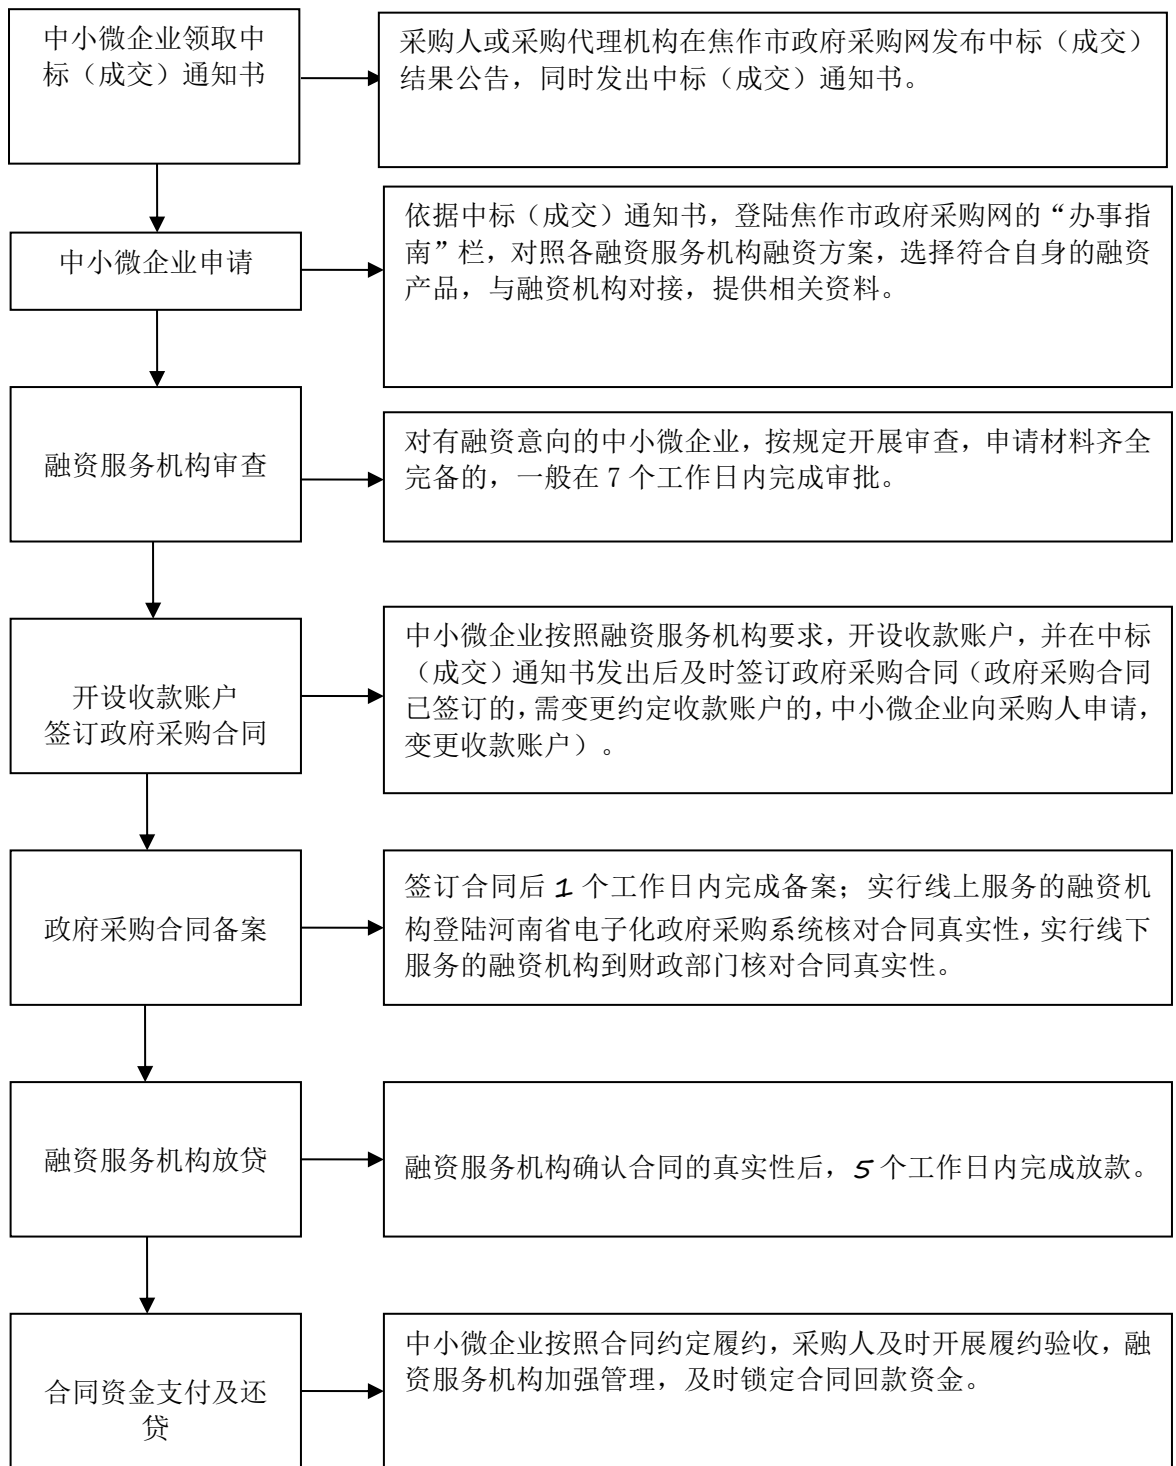 中小微企业领取中
标（成交）通知书
采购人或采购代理机构在焦作市政府采购网发布中标（成交）
结果公告，同时发出中标（成交）通知书。
中小微企业申请
依据中标（成交）通知书，登陆焦作市政府采购网的“办事指
南”栏，对照各融资服务机构融资方案，选择符合自身的融资
产品，与融资机构对接，提供相关资料。
融资服务机构审查
对有融资意向的中小微企业，按规定开展审查，申请材料齐全
完备的，一般在 7 个工作日内完成审批。
开设收款账户
签订政府采购合同
中小微企业按照融资服务机构要求，开设收款账户，并在中标
（成交）通知书发出后及时签订政府采购合同（政府采购合同
已签订的，需变更约定收款账户的，中小微企业向采购人申请，
变更收款账户）。
政府采购合同备案
签订合同后 1 个工作日内完成备案；实行线上服务的融资机
构登陆河南省电子化政府采购系统核对合同真实性，实行线下
服务的融资机构到财政部门核对合同真实性。
融资服务机构放贷
融资服务机构确认合同的真实性后，5 个工作日内完成放款。
合同资金支付及还
贷
中小微企业按照合同约定履约，采购人及时开展履约验收，融
资服务机构加强管理，及时锁定合同回款资金。